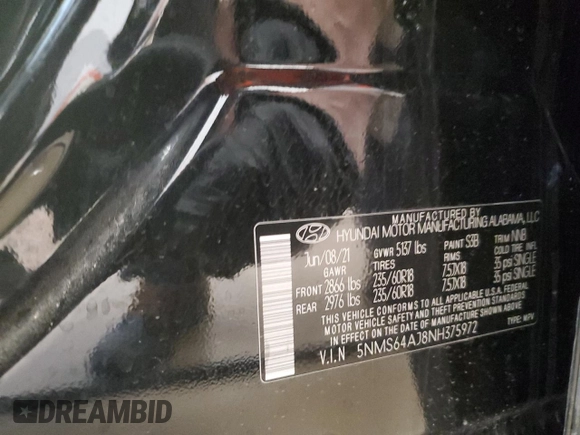 MANUFACTURED BY
HYUNDAI MOTOR MANUFACTURING ALABAMA, LLC
Jun/08/21 GVWR 5137 lbs PAINT S3B TRIM NNB
GAWR TIRES RIMS COLD TIRE INFL.
FRONT 2866 lbs 235/60R18 7.5JX18 35 psi SINGLE
REAR 2976 lbs 235/60R18 7.5JX18 35 psi SINGLE
THIS VEHICLE CONFORMS TO ALL APPLICABLE U.S.A. FEDERAL
MOTOR VEHICLE SAFETY AND THEFT PREVENTION STANDARDS
IN EFFECT ON THE DATE OF MANUFACTURE SHOWN ABOVE.
V.I.N 5NMS64AJ8NH375972 TYPE: MPV
DREAMBID